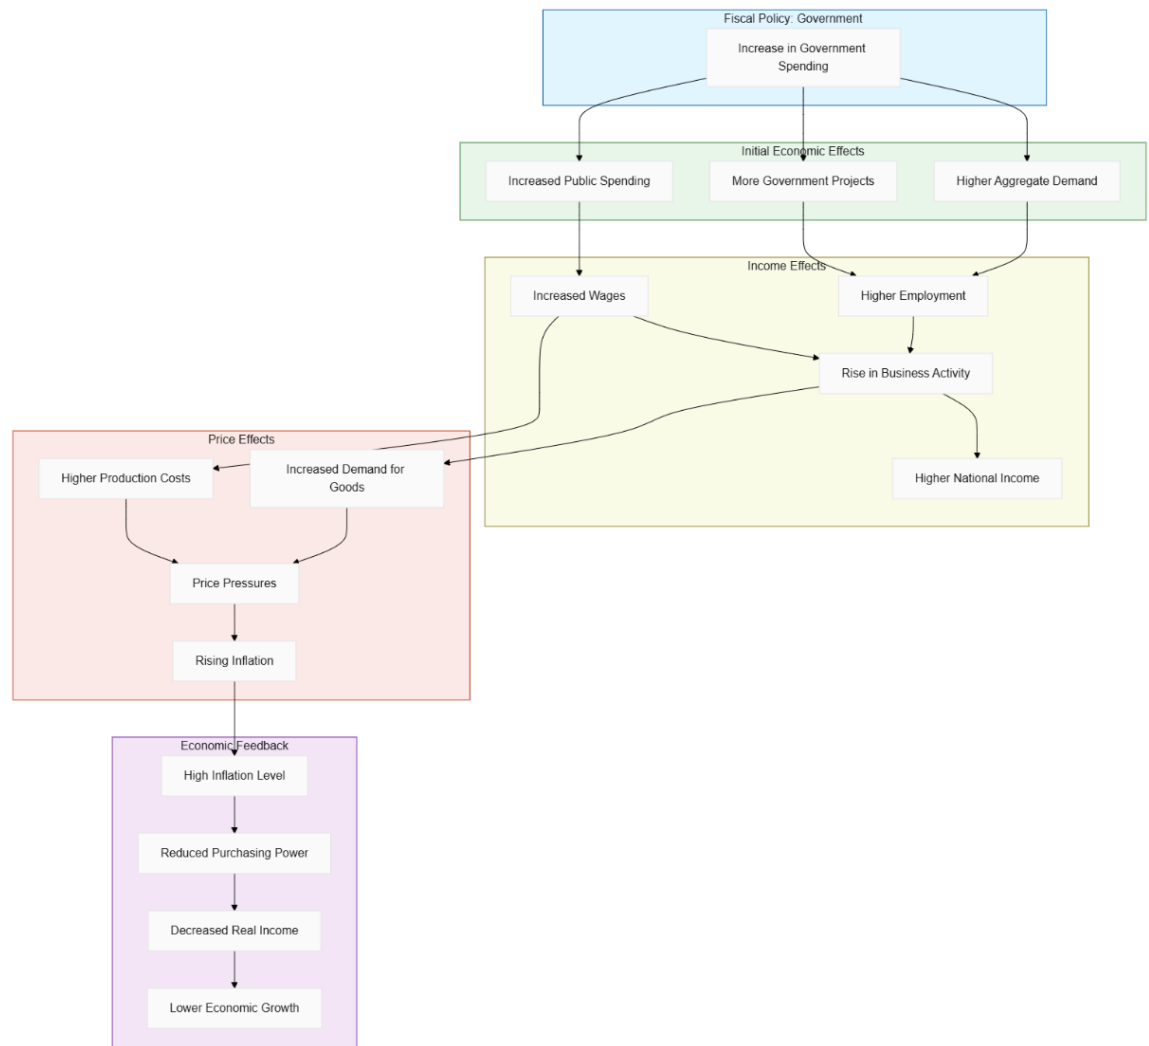 Fiscal Policy: Government
Increase in Government
Spending
Initial Economic Effects
Increased Public Spending
More Government Projects
Higher Aggregate Demand
Income Effects
Increased Wages
Higher Employment
Rise in Business Activity
Higher National Income
Price Effects
Higher Production Costs
Increased Demand for
Goods
Price Pressures
Rising Inflation
Economic Feedback
High Inflation Level
Reduced Purchasing Power
Decreased Real Income
Lower Economic Growth